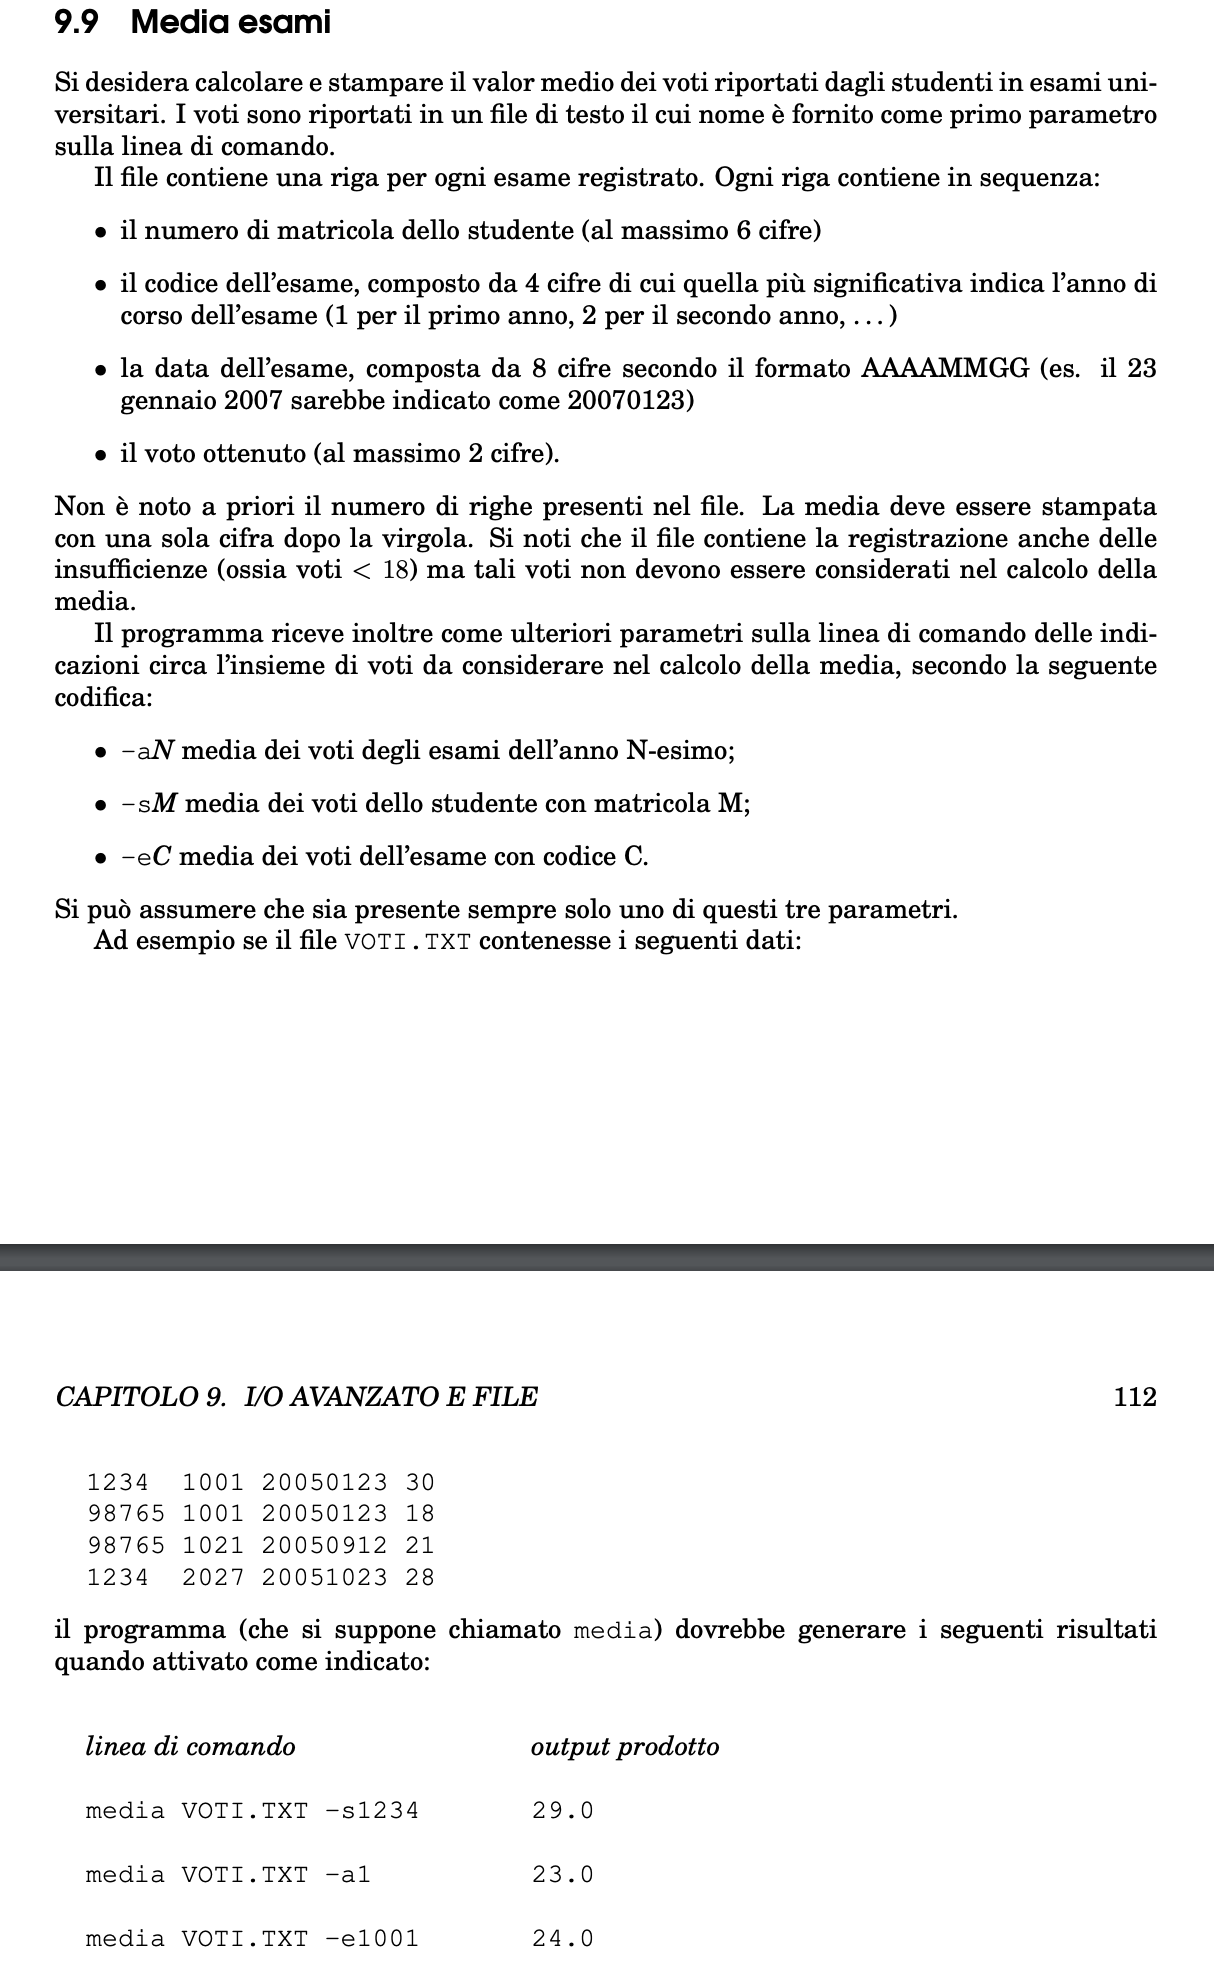 9.9 Media esami
Si desidera calcolare e stampare il valor medio dei voti riportati dagli studenti in esami uni-
versitari. I voti sono riportati in un file di testo il cui nome è fornito come primo parametro
sulla linea di comando.
Il file contiene una riga per ogni esame registrato. Ogni riga contiene in sequenza:
• il numero di matricola dello studente (al massimo 6 cifre)
• il codice dell'esame, composto da 4 cifre di cui quella più significativa indica l'anno di
corso dell'esame (1 per il primo anno, 2 per il secondo anno, ...)
• la data dell'esame, composta da 8 cifre secondo il formato AAAAMMGG (es. il 23
gennaio 2007 sarebbe indicato come 20070123)
• il voto ottenuto (al massimo 2 cifre).
Non è noto a priori il numero di righe presenti nel file. La media deve essere stampata
con una sola cifra dopo la virgola. Si noti che il file contiene la registrazione anche delle
insufficienze (ossia voti < 18) ma tali voti non devono essere considerati nel calcolo della
media.
Il programma riceve inoltre come ulteriori parametri sulla linea di comando delle indi-
cazioni circa l'insieme di voti da considerare nel calcolo della media, secondo la seguente
codifica:
• -aN media dei voti degli esami dell'anno N-esimo;
• -sM media dei voti dello studente con matricola M;
• -eC media dei voti dell'esame con codice C.
Si può assumere che sia presente sempre solo uno di questi tre parametri.
Ad esempio se il file VOTI.TXT contenesse i seguenti dati:
CAPITOLO 9. I/O AVANZATO E FILE 112
1234 1001 20050123 30
98765 1001 20050123 18
98765 1021 20050912 21
1234 2027 20051023 28
il programma (che si suppone chiamato media) dovrebbe generare i seguenti risultati
quando attivato come indicato:
linea di comando output prodotto
media VOTI.TXT -s1234 29.0
media VOTI.TXT -a1 23.0
media VOTI.TXT -e1001 24.0